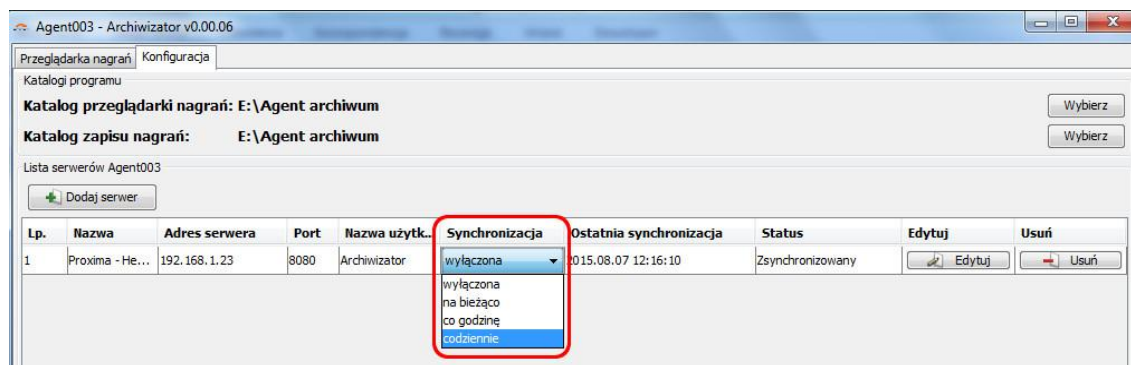 Agent003 - Archiwizator v0.00.06
Przeglądarka nagrań Konfiguracja
Katalogi programu
Katalog przeglądarki nagrań: E:\Agent archiwum Wybierz
Katalog zapisu nagrań: E:\Agent archiwum Wybierz
Lista serwerów Agent003
Dodaj serwer
Lp. Nazwa Adres serwera Port Nazwa użytk... Synchronizacja Ostatnia synchronizacja Status Edytuj Usuń
1 Proxima - He... 192.168.1.23 8080 Archiwizator wyłączona 2015.08.07 12:16:10 Zsynchronizowany Edytuj Usuń
wyłączona
na bieżąco
co godzinę
codziennie